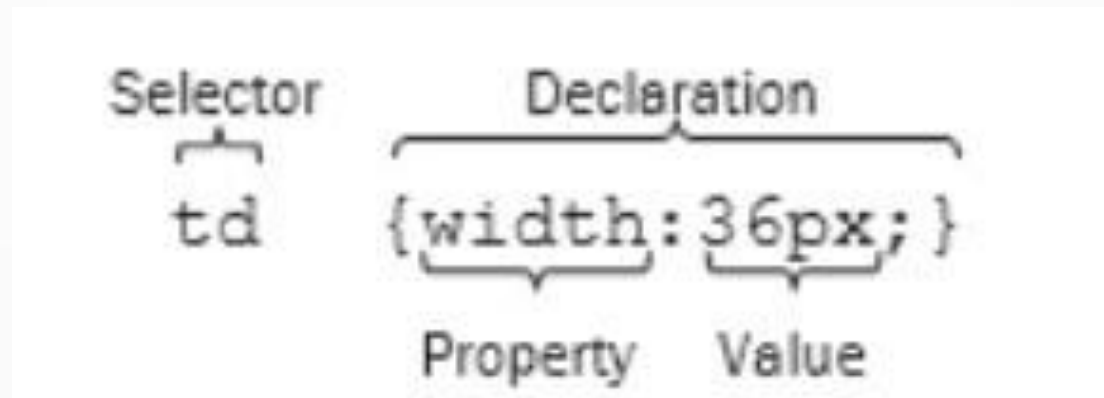 Selector Declaration
td {width:36px;}
Property Value